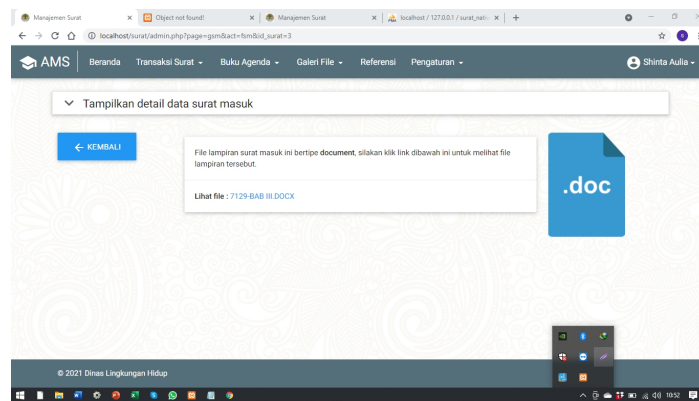 Manajemen Surat
Object not found!
Manajemen Surat
localhost / 127.0.0.1 / surat_nati
localhost/surat/admin.php?page=gsm&act=fsm&id_surat=3
S
AMS
Beranda
Transaksi Surat
Buku Agenda
Galeri File
Referensi
Pengaturan
Shinta Aulia
Tampilkan detail data surat masuk
KEMBALI
File lampiran surat masuk ini bertipe document, silakan klik link dibawah ini untuk melihat file
lampiran tersebut.
Lihat file : 7129-BAB III.DOCX
.doc
© 2021 Dinas Lingkungan Hidup
10:52